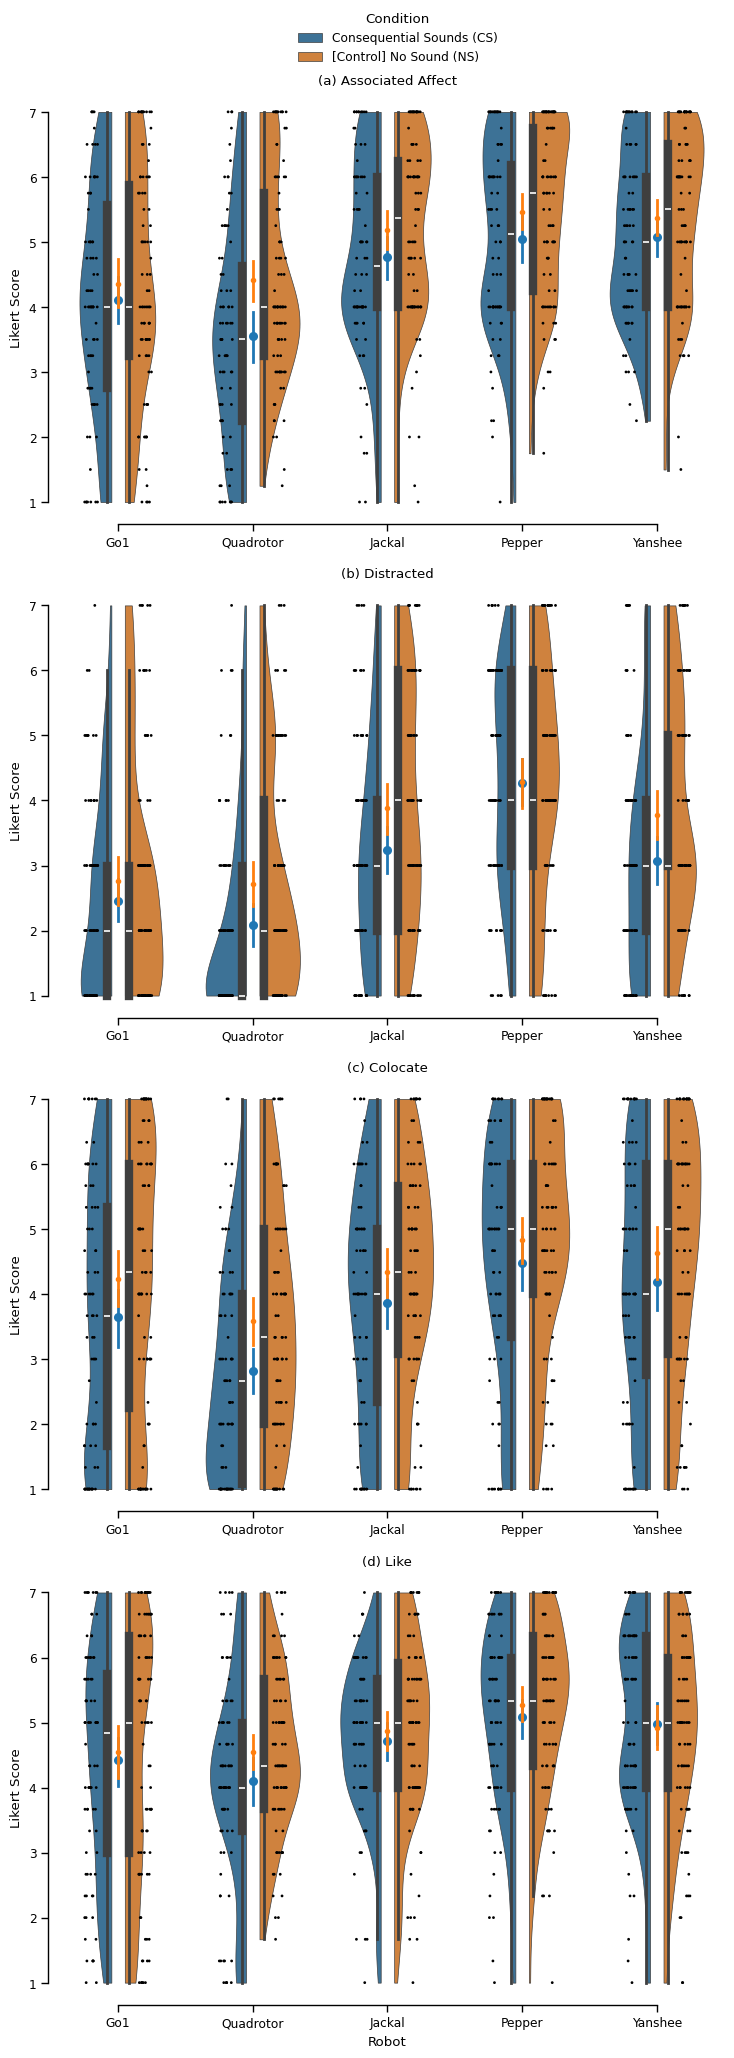 Condition
Consequential Sounds (CS)
[Control] No Sound (NS)
(a) Associated Affect
7
6
5
4
3
2
1
Likert Score
Go1 Quadrotor Jackal Pepper Yanshee
(b) Distracted
7
6
5
4
3
2
1
Likert Score
Go1 Quadrotor Jackal Pepper Yanshee
(c) Colocate
7
6
5
4
3
2
1
Likert Score
Go1 Quadrotor Jackal Pepper Yanshee
(d) Like
7
6
5
4
3
2
1
Likert Score
Go1 Quadrotor Jackal Pepper Yanshee
Robot